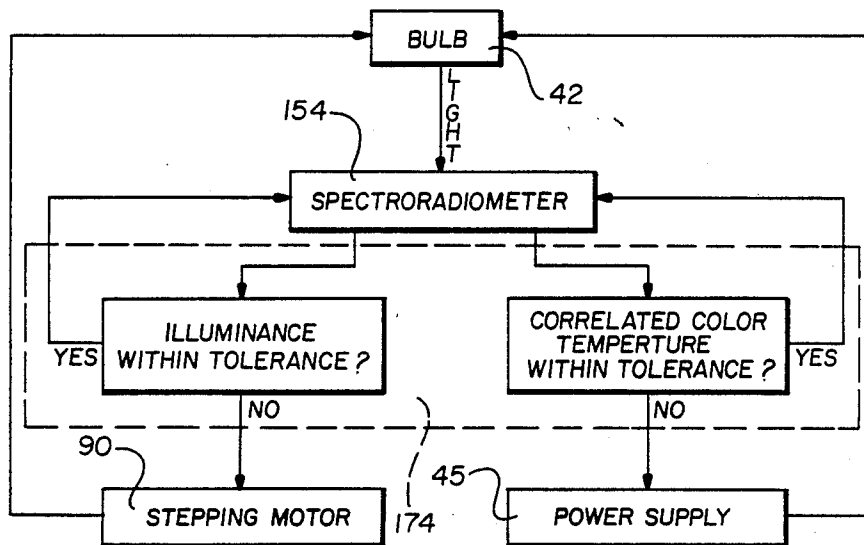 BULB
42
LIGHT
154
SPECTRORADIOMETER
ILLUMINANCE
WITHIN TOLERANCE?
YES
CORRELATED COLOR
TEMPERTURE
WITHIN TOLERANCE?
YES
NO
NO
90
STEPPING MOTOR
174
45
POWER SUPPLY